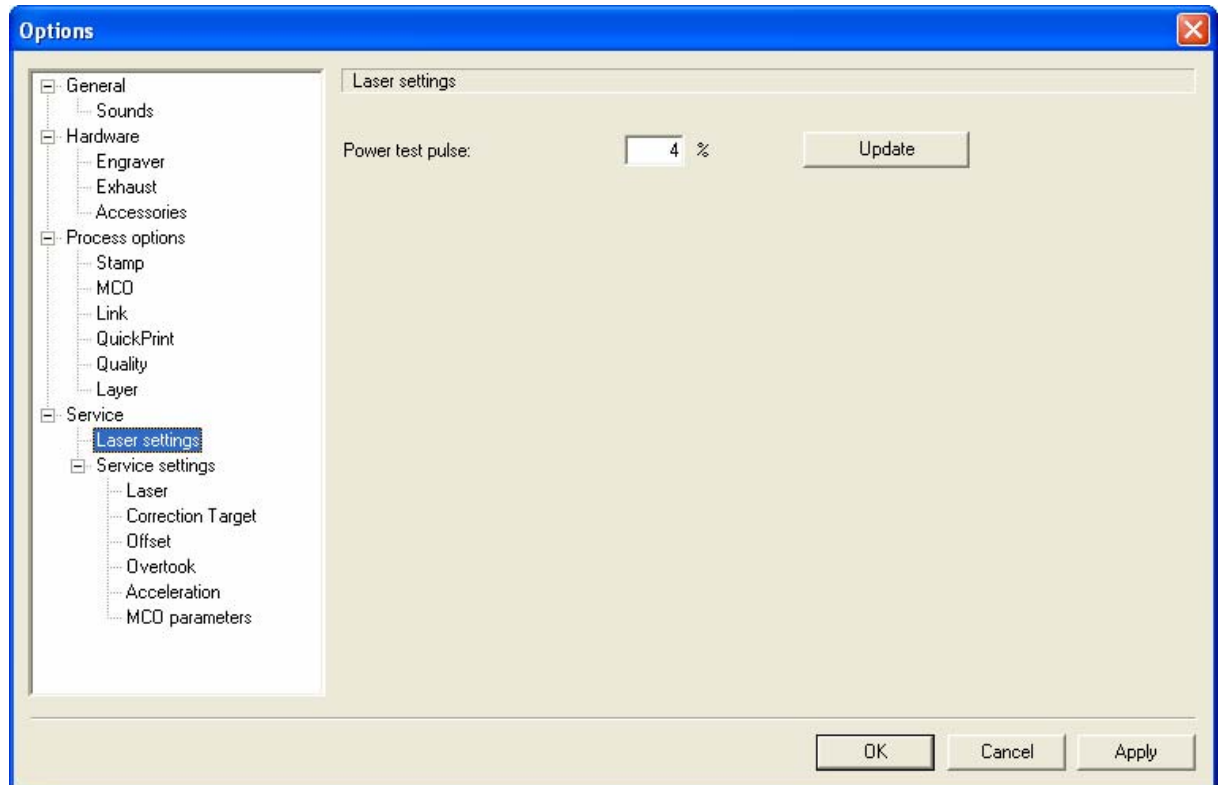 Options
General
Sounds
Hardware
Engraver
Exhaust
Accessories
Process options
Stamp
MCO
Link
QuickPrint
Quality
Layer
Service
Laser settings
Service settings
Laser
Correction Target
Offset
Overtook
Acceleration
MCO parameters
Laser settings
Power test pulse: 4 % Update
OK Cancel Apply